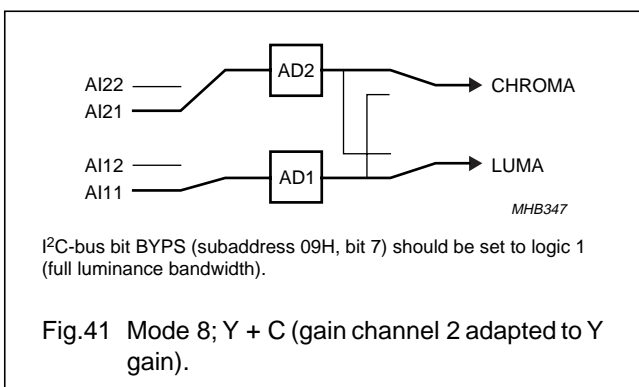 AI22
AI21
AD2
CHROMA
AI12
AI11
AD1
LUMA
MHB347
I²C-bus bit BYPS (subaddress 09H, bit 7) should be set to logic 1
(full luminance bandwidth).
Fig.41 Mode 8; Y + C (gain channel 2 adapted to Y
gain).